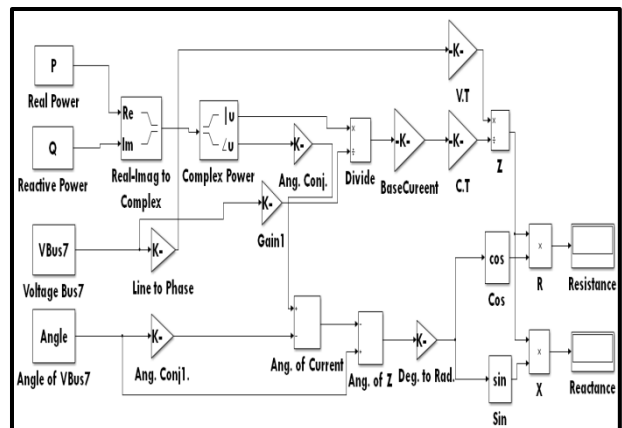 P
Real Power
Q
Reactive Power
Re
Im
Real-Imag to
Complex
|u
∠u
Complex Power
K-
Ang. Conj.
×
÷
Divide
-K-
BaseCureent
-K-
C.T
-K-
V.T
×
÷
Z
K-
Gain1
VBus7
Voltage Bus7
K-
Line to Phase
Angle
Angle of VBus7
K-
Ang. Conj1.
Ang. of Current
Ang. of Z
K-
Deg. to Rad.
cos
Cos
sin
Sin
×
R
Resistance
×
X
Reactance